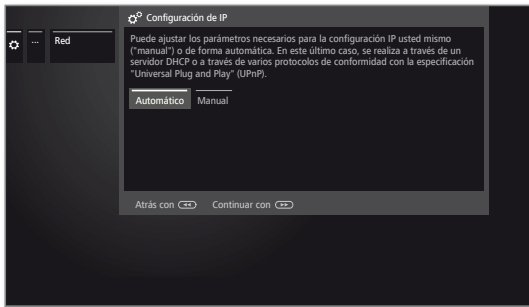 Configuración de IP
... Red
Puede ajustar los parámetros necesarios para la configuración IP usted mismo
("manual") o de forma automática. En este último caso, se realiza a través de un
servidor DHCP o a través de varios protocolos de conformidad con la especificación
"Universal Plug and Play" (UPnP).
Automático Manual
Atrás con Continuar con